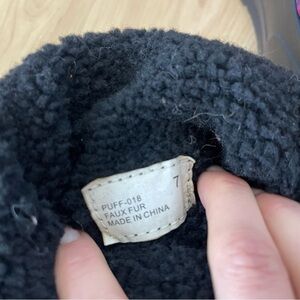 PUFF-018
FAUX FUR
MADE IN CHINA
7